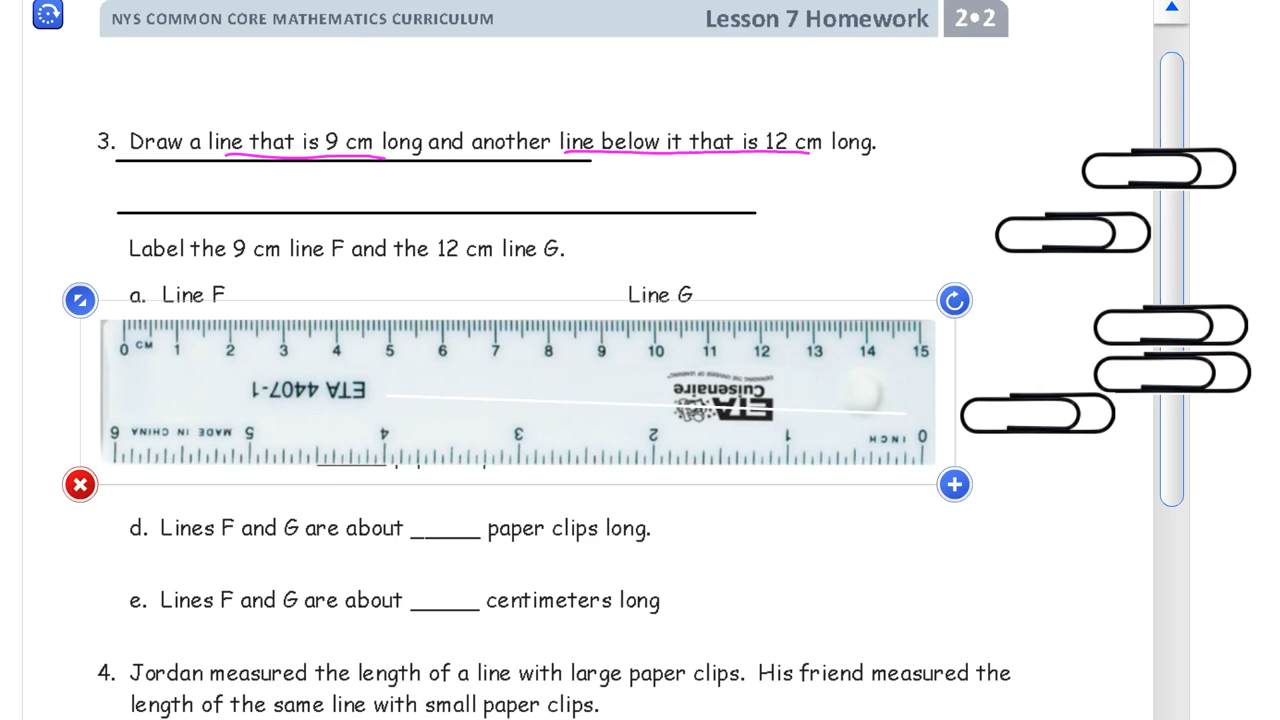 NYS COMMON CORE MATHEMATICS CURRICULUM Lesson 7 Homework 2•2
3. Draw a line that is 9 cm long and another line below it that is 12 cm long.
Label the 9 cm line F and the 12 cm line G.
a. Line F Line G
0 CM 1 2 3 4 5 6 7 8 9 10 11 12 13 14 15
ETA 4407-1
ETA Cuisenaire
6 MADE IN CHINA 5 4 3 2 1 INCH 0
d. Lines F and G are about _____ paper clips long.
e. Lines F and G are about _____ centimeters long
4. Jordan measured the length of a line with large paper clips. His friend measured the
length of the same line with small paper clips.